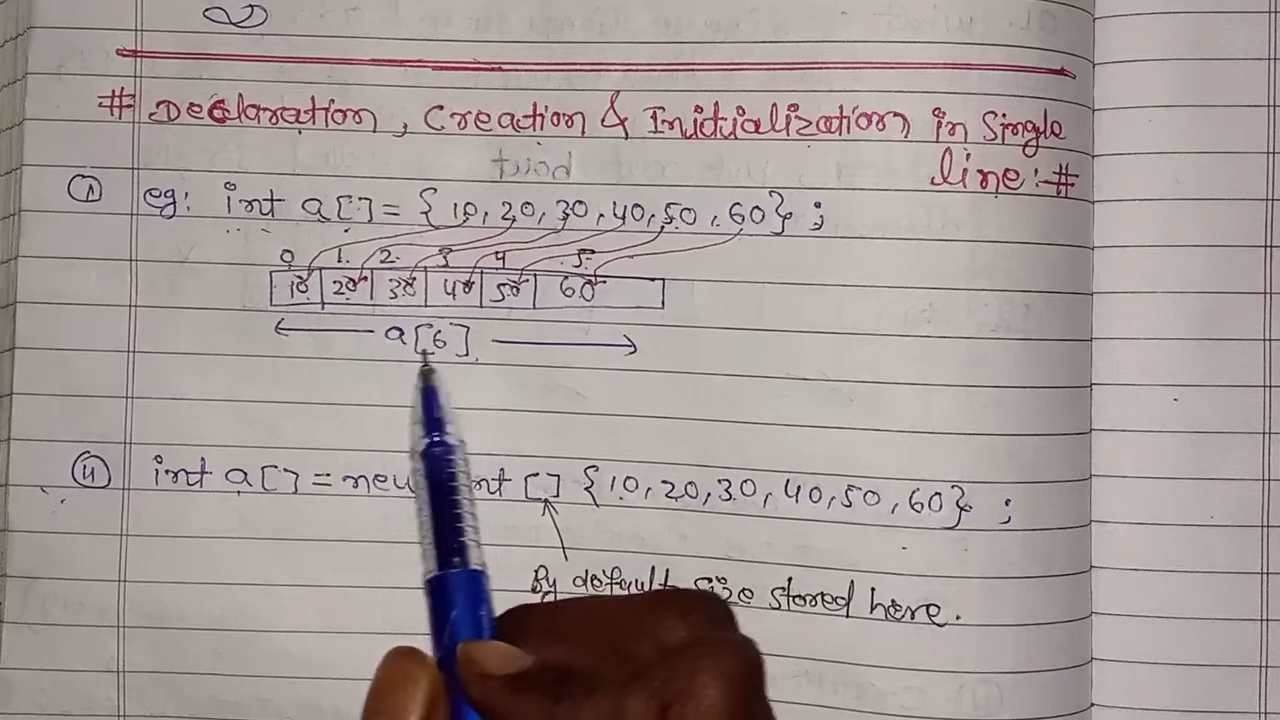 # Declaration, Creation & Initialization in Single
line:-#
① eg: int a[] = {10, 20, 30, 40, 50, 60} ;
0 1. 2. 3 4 5
10 20 30 40 50 60
a[6]
② int a[] = new int [] {10, 20, 30, 40, 50, 60} ;
By default size stored here.